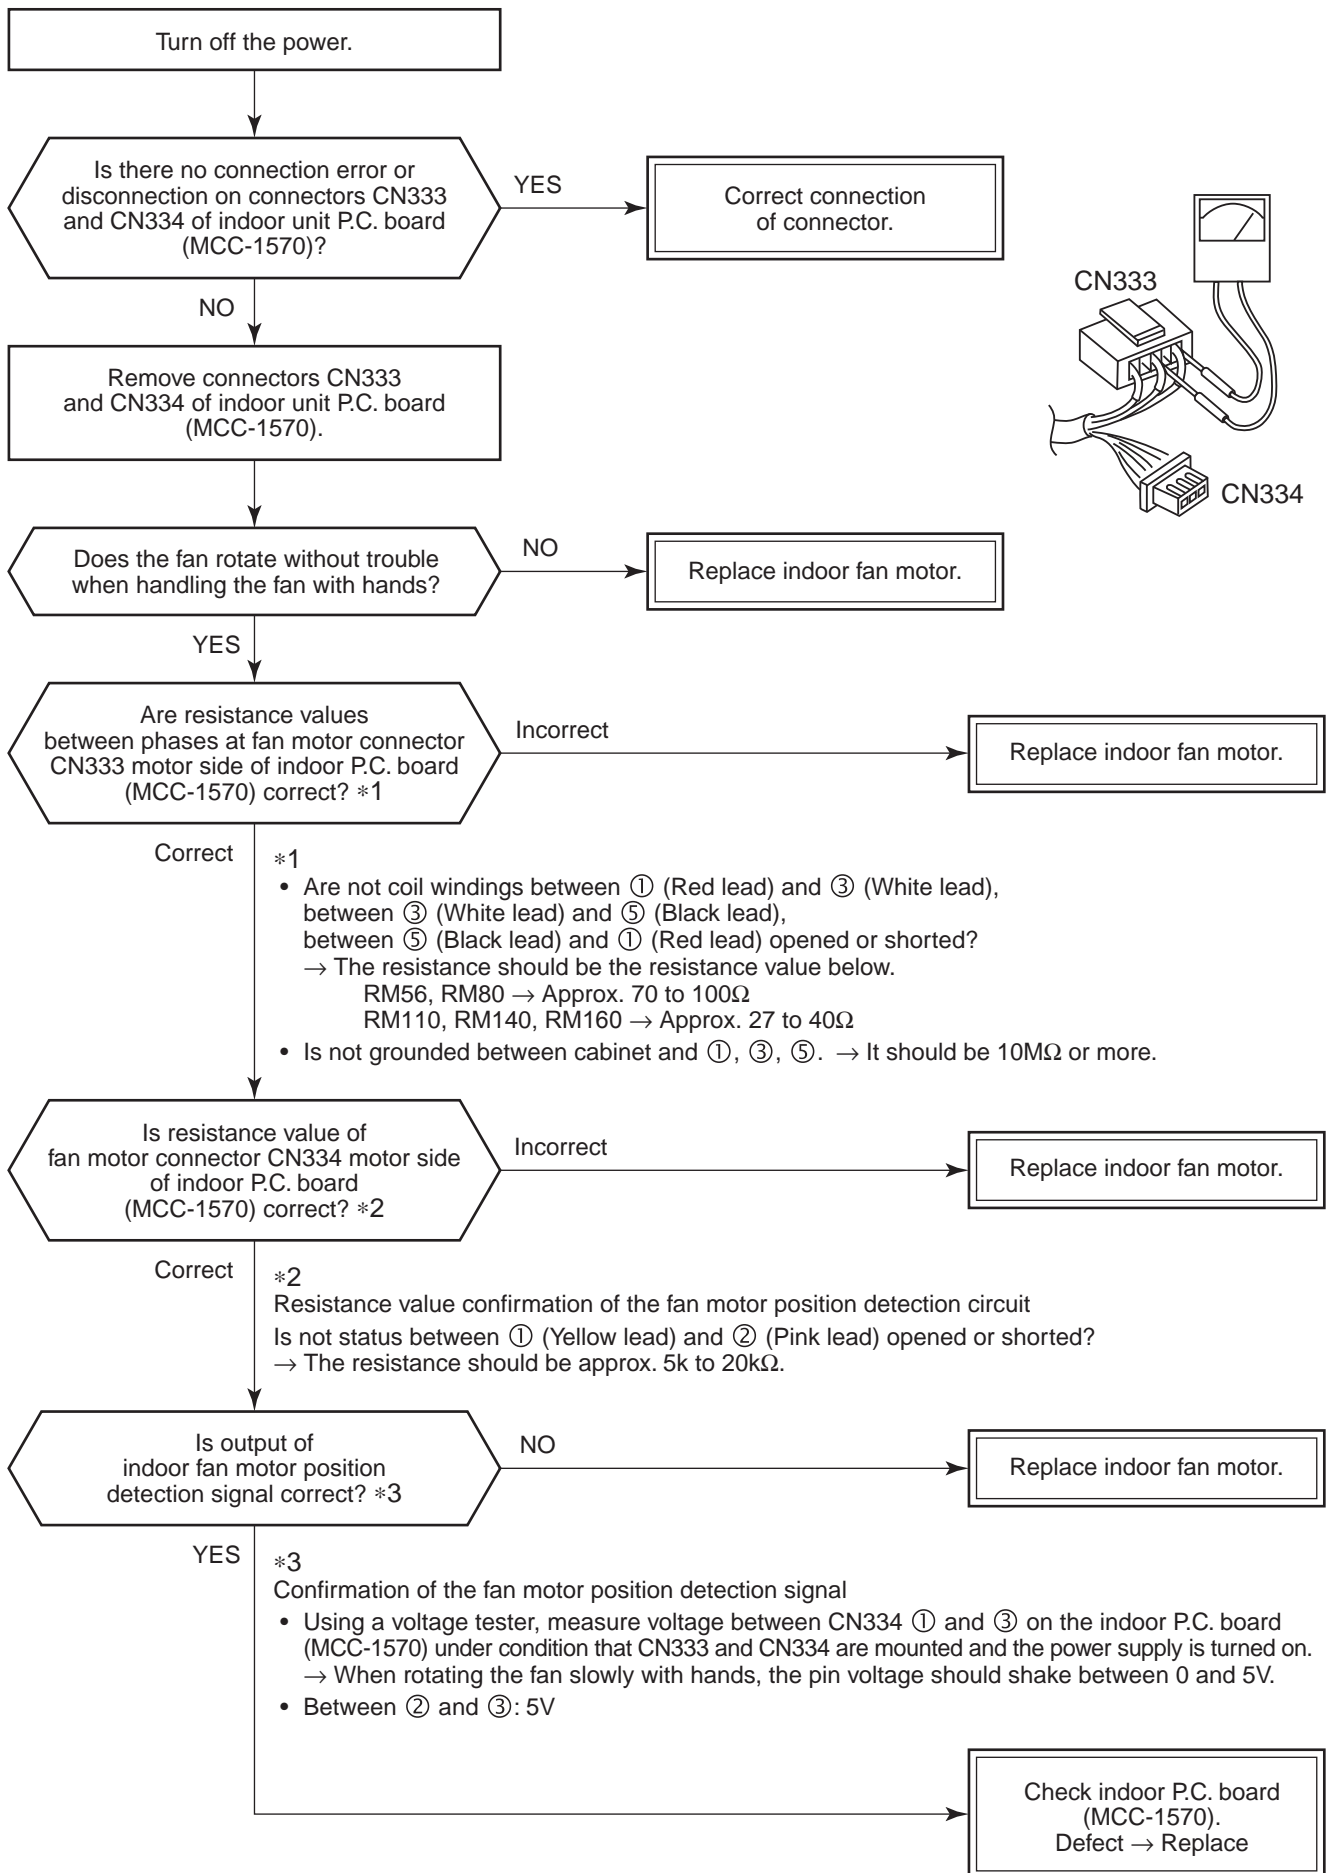 Turn off the power.
Is there no connection error or
disconnection on connectors CN333
and CN334 of indoor unit P.C. board
(MCC-1570)?
YES
Correct connection
of connector.
CN333
CN334
NO
Remove connectors CN333
and CN334 of indoor unit P.C. board
(MCC-1570).
Does the fan rotate without trouble
when handling the fan with hands?
NO
Replace indoor fan motor.
YES
Are resistance values
between phases at fan motor connector
CN333 motor side of indoor P.C. board
(MCC-1570) correct? *1
Incorrect
Replace indoor fan motor.
Correct
*1
• Are not coil windings between ① (Red lead) and ③ (White lead),
between ③ (White lead) and ⑤ (Black lead),
between ⑤ (Black lead) and ① (Red lead) opened or shorted?
→ The resistance should be the resistance value below.
RM56, RM80 → Approx. 70 to 100Ω
RM110, RM140, RM160 → Approx. 27 to 40Ω
• Is not grounded between cabinet and ①, ③, ⑤. → It should be 10MΩ or more.
Is resistance value of
fan motor connector CN334 motor side
of indoor P.C. board
(MCC-1570) correct? *2
Incorrect
Replace indoor fan motor.
Correct
*2
Resistance value confirmation of the fan motor position detection circuit
Is not status between ① (Yellow lead) and ② (Pink lead) opened or shorted?
→ The resistance should be approx. 5k to 20kΩ.
Is output of
indoor fan motor position
detection signal correct? *3
NO
Replace indoor fan motor.
YES
*3
Confirmation of the fan motor position detection signal
• Using a voltage tester, measure voltage between CN334 ① and ③ on the indoor P.C. board
(MCC-1570) under condition that CN333 and CN334 are mounted and the power supply is turned on.
→ When rotating the fan slowly with hands, the pin voltage should shake between 0 and 5V.
• Between ② and ③: 5V
Check indoor P.C. board
(MCC-1570).
Defect → Replace